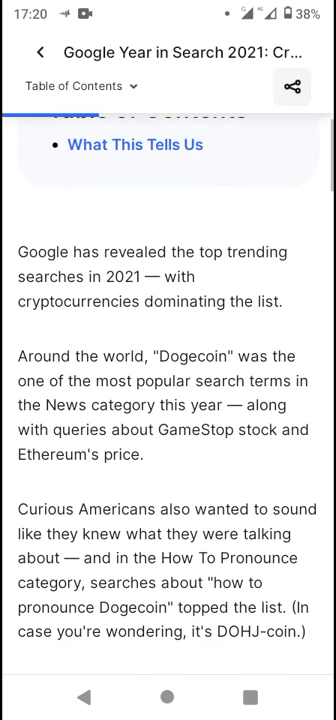 17:20
38%
Google Year in Search 2021: Cr...
Table of Contents
Table of Contents
What This Tells Us
Google has revealed the top trending
searches in 2021 — with
cryptocurrencies dominating the list.
Around the world, "Dogecoin" was the
one of the most popular search terms in
the News category this year — along
with queries about GameStop stock and
Ethereum's price.
Curious Americans also wanted to sound
like they knew what they were talking
about — and in the How To Pronounce
category, searches about "how to
pronounce Dogecoin" topped the list. (In
case you're wondering, it's DOHJ-coin.)